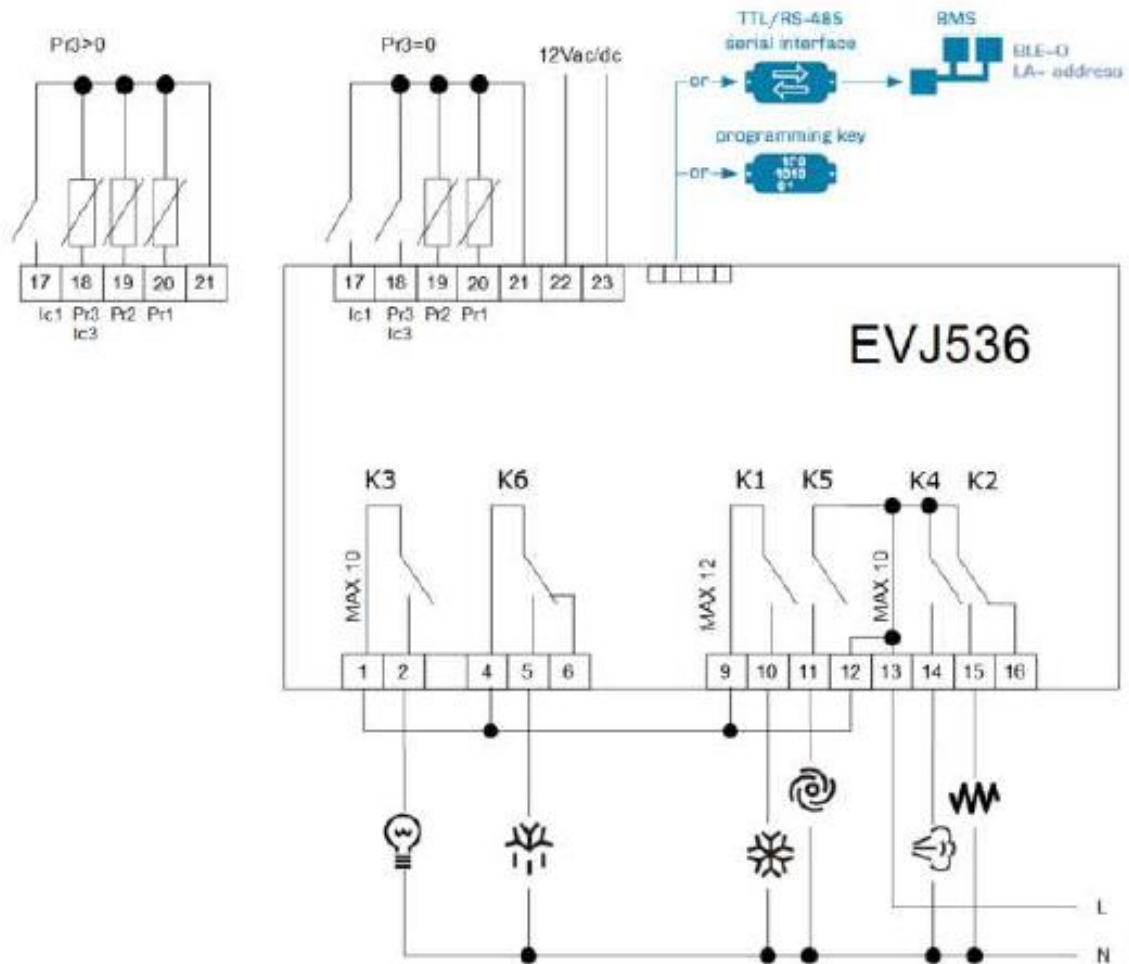 TTL/RS-485
serial interface
BMS
BLE-O
LA- address
Pr3>0
Pr3=0
12Vac/dc
or
programming key
or
17 18 19 20 21
Ic1 Pr3 Pr2 Pr1
Ic3
17 18 19 20 21 22 23
Ic1 Pr3 Pr2 Pr1
Ic3
EVJ536
K3 K6 K1 K5 K4 K2
MAX 10
MAX 12
MAX 10
1 2 4 5 6 9 10 11 12 13 14 15 16
L
N